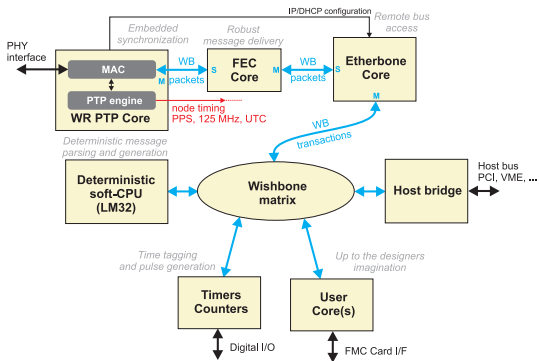 IP/DHCP configuration
Embedded
synchronization
Robust
message delivery
Remote bus
access
PHY
interface
MAC
PTP engine
WR PTP Core
M
WB
packets
S
FEC
Core
M
WB
packets
S
Etherbone
Core
M
node timing
PPS, 125 MHz, UTC
WB
transactions
Deterministic message
parsing and generation
Deterministic
soft-CPU
(LM32)
Wishbone
matrix
Host bridge
Host bus
PCI, VME, ...
Time tagging
and pulse generation
Up to the designers
imagination
Timers
Counters
User
Core(s)
Digital I/O
FMC Card I/F